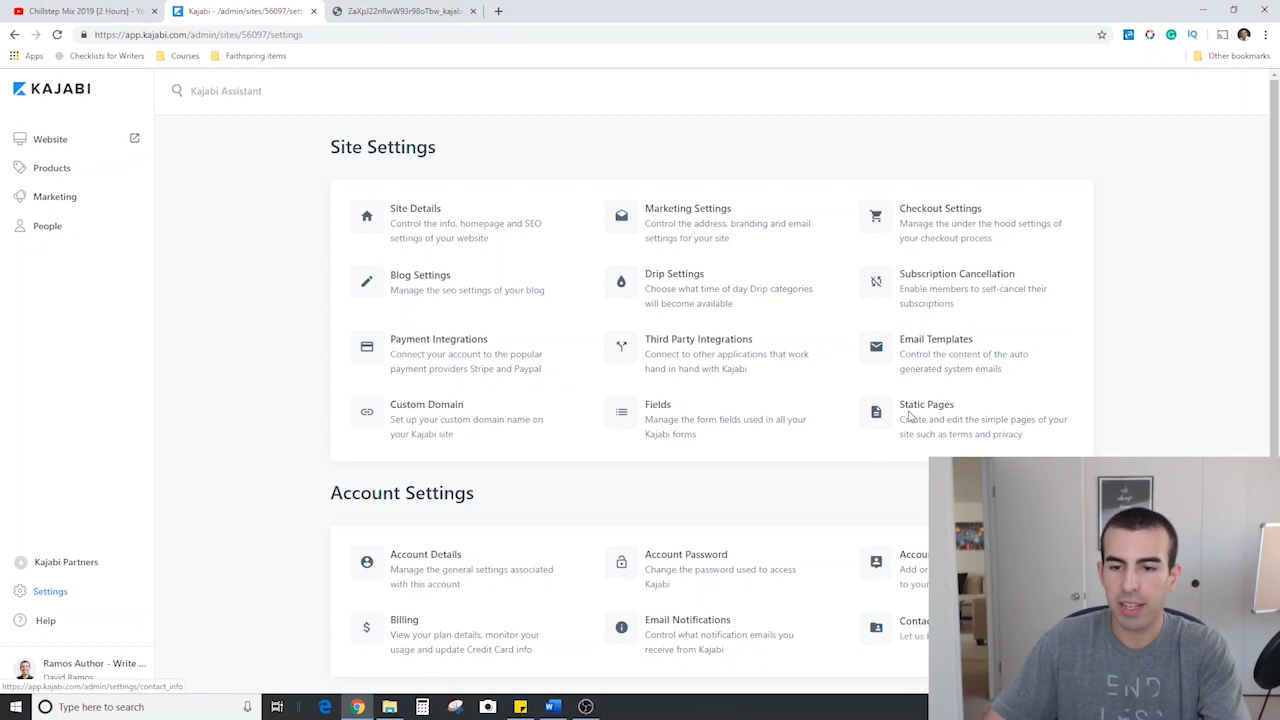 Chillstep Mix 2019 [2 Hours] - Yo
Kajabi - /admin/sites/56097/setti
ZaXpJ22nRwW93r98oTbw_kajab
https://app.kajabi.com/admin/sites/56097/settings
Apps
Checklists for Writers
Courses
Faithspring items
Other bookmarks
KAJABI
Kajabi Assistant
Website
Products
Marketing
People
Site Settings
Site Details
Control the info, homepage and SEO
settings of your website
Marketing Settings
Control the address, branding and email
settings for your site
Checkout Settings
Manage the under the hood settings of
your checkout process
Blog Settings
Manage the seo settings of your blog
Drip Settings
Choose what time of day Drip categories
will become available
Subscription Cancellation
Enable members to self-cancel their
subscriptions
Payment Integrations
Connect your account to the popular
payment providers Stripe and Paypal
Third Party Integrations
Connect to other applications that work
hand in hand with Kajabi
Email Templates
Control the content of the auto
generated system emails
Custom Domain
Set up your custom domain name on
your Kajabi site
Fields
Manage the form fields used in all your
Kajabi forms
Static Pages
Create and edit the simple pages of your
site such as terms and privacy
Account Settings
Account Details
Manage the general settings associated
with this account
Account Password
Change the password used to access
Kajabi
Accou
Add or
to your
Billing
View your plan details, monitor your
usage and update Credit Card info
Email Notifications
Control what notification emails you
receive from Kajabi
Contac
Let us k
Kajabi Partners
Settings
Help
Ramos Author - Write ...
David Ramos
https://app.kajabi.com/admin/settings/contact_info
Type here to search